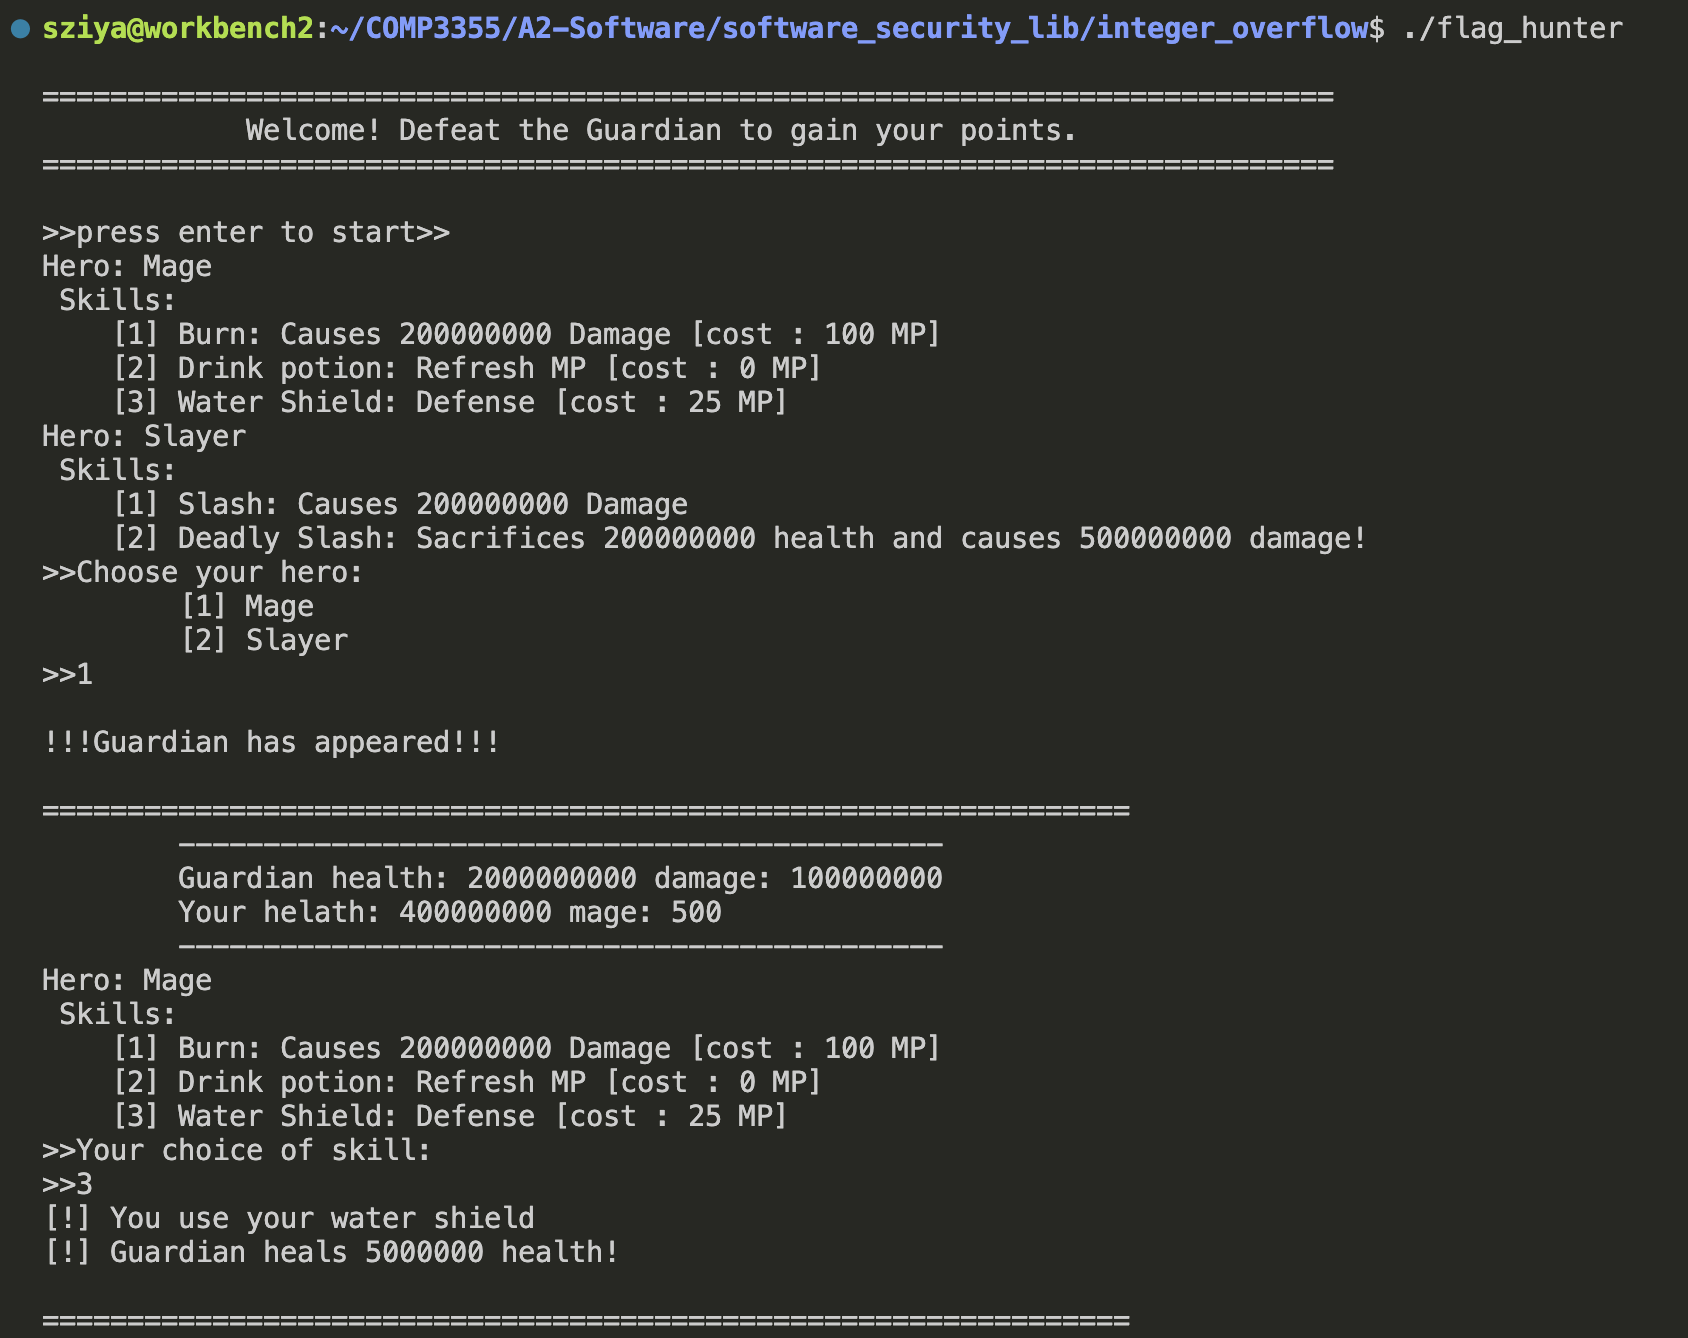 sziya@workbench2:~/COMP3355/A2-Software/software_security_lib/integer_overflow$ ./flag_hunter
============================================================================
Welcome! Defeat the Guardian to gain your points.
============================================================================
>>press enter to start>>
Hero: Mage
Skills:
[1] Burn: Causes 200000000 Damage [cost : 100 MP]
[2] Drink potion: Refresh MP [cost : 0 MP]
[3] Water Shield: Defense [cost : 25 MP]
Hero: Slayer
Skills:
[1] Slash: Causes 200000000 Damage
[2] Deadly Slash: Sacrifices 200000000 health and causes 500000000 damage!
>>Choose your hero:
[1] Mage
[2] Slayer
>>1
!!!Guardian has appeared!!!
================================================================
---------------------------------------------
Guardian health: 2000000000 damage: 100000000
Your helath: 400000000 mage: 500
---------------------------------------------
Hero: Mage
Skills:
[1] Burn: Causes 200000000 Damage [cost : 100 MP]
[2] Drink potion: Refresh MP [cost : 0 MP]
[3] Water Shield: Defense [cost : 25 MP]
>>Your choice of skill:
>>3
[!] You use your water shield
[!] Guardian heals 5000000 health!
================================================================